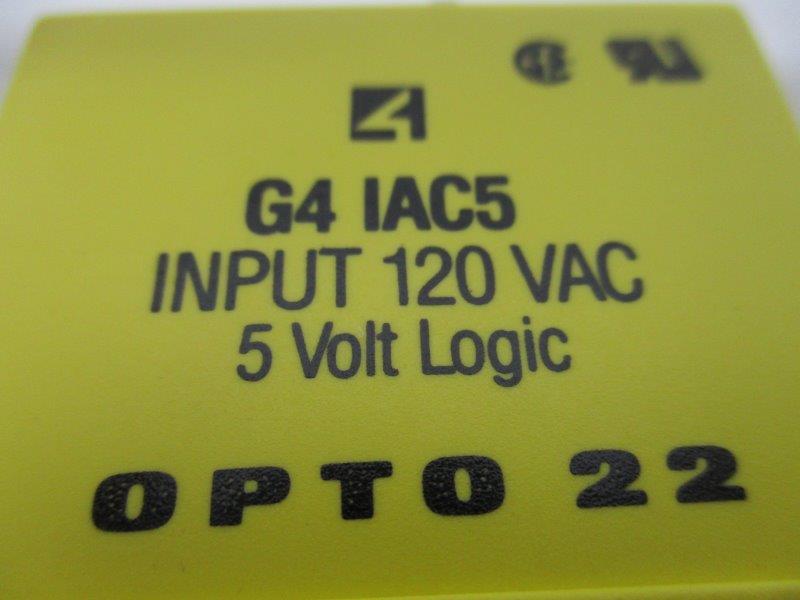 G4 IAC5
INPUT 120 VAC
5 Volt Logic
OPTO 22